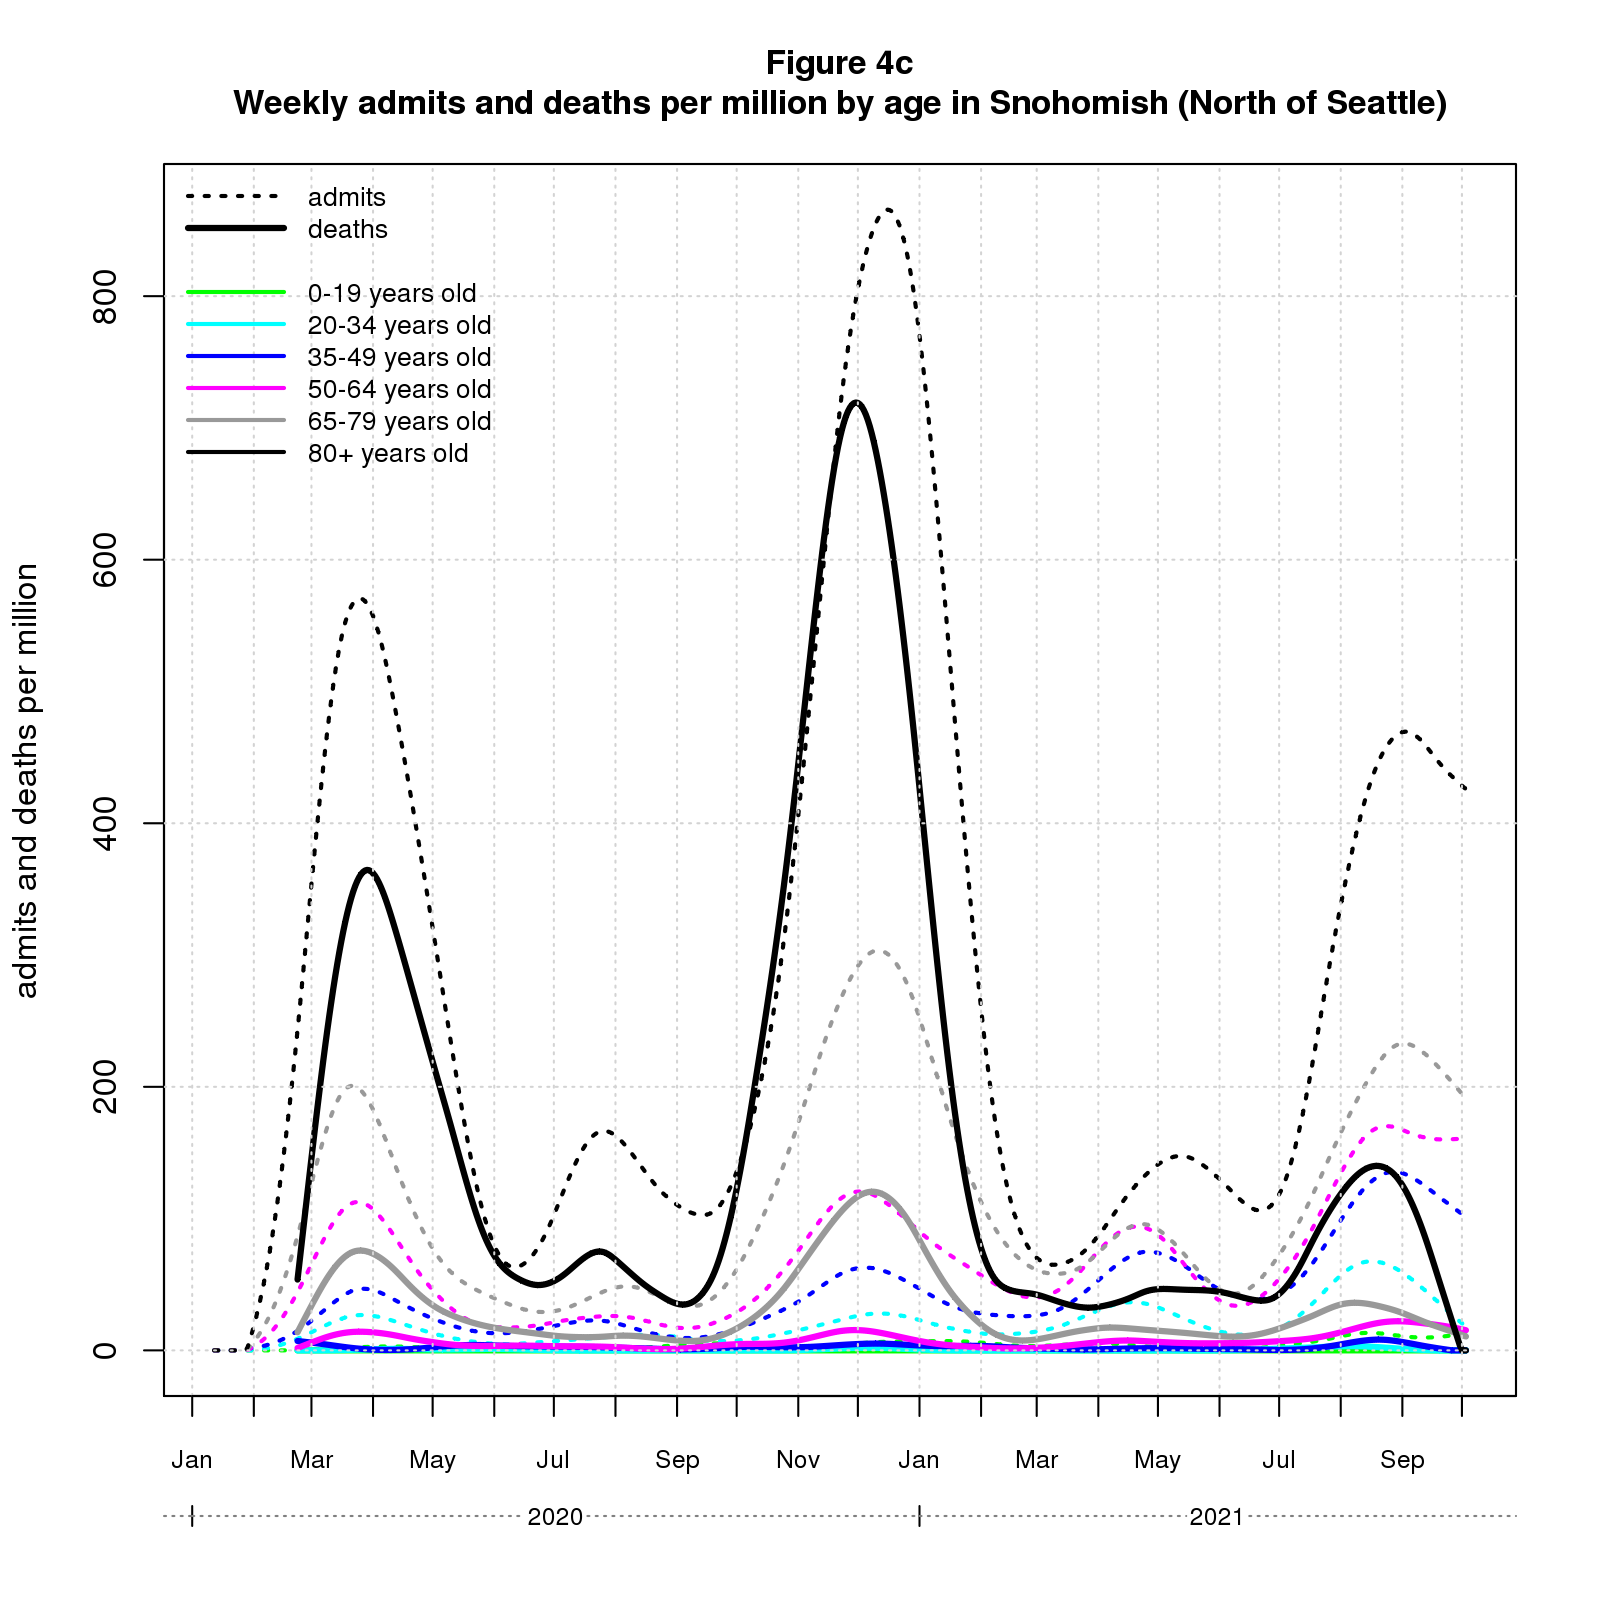 Figure 4c
Weekly admits and deaths per million by age in Snohomish (North of Seattle)
admits
deaths
0-19 years old
20-34 years old
35-49 years old
50-64 years old
65-79 years old
80+ years old
admits and deaths per million
800
600
400
200
0
Jan Mar May Jul Sep Nov Jan Mar May Jul Sep
2020 2021